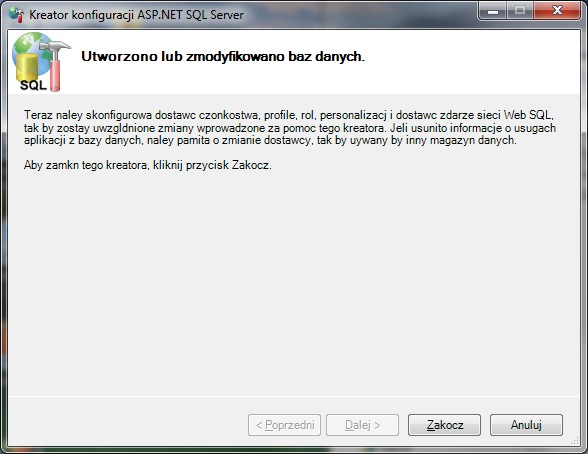 Kreator konfiguracji ASP.NET SQL Server
SQL
Utworzono lub zmodyfikowano baz danych.
Teraz naley skonfigurowa dostawc czonkostwa, profile, rol, personalizacj i dostawc zdarze sieci Web SQL,
tak by zostay uwzgldnione zmiany wprowadzone za pomoc tego kreatora. Jeli usunito informacje o usugach
aplikacji z bazy danych, naley pamita o zmianie dostawcy, tak by uywany by inny magazyn danych.
Aby zamkn tego kreatora, kliknij przycisk Zakocz.
< Poprzedni
Dalej >
Zakocz
Anuluj